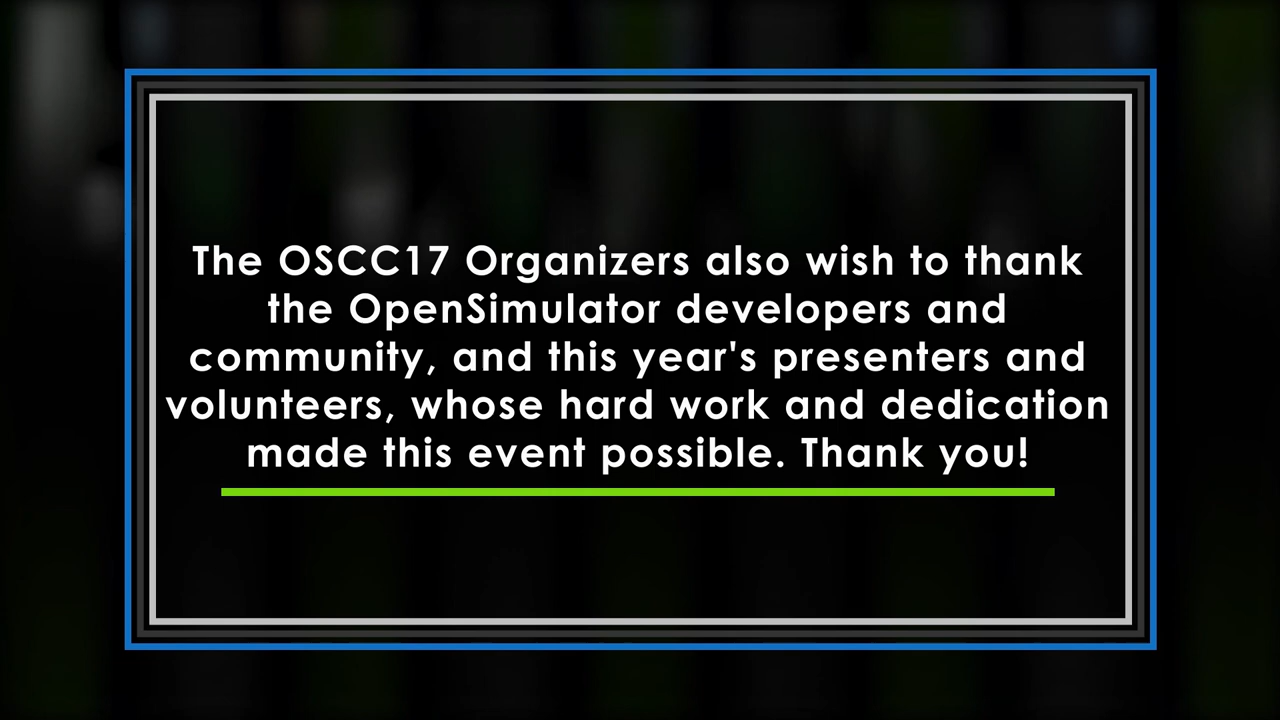 The OSCC17 Organizers also wish to thank
the OpenSimulator developers and
community, and this year's presenters and
volunteers, whose hard work and dedication
made this event possible. Thank you!